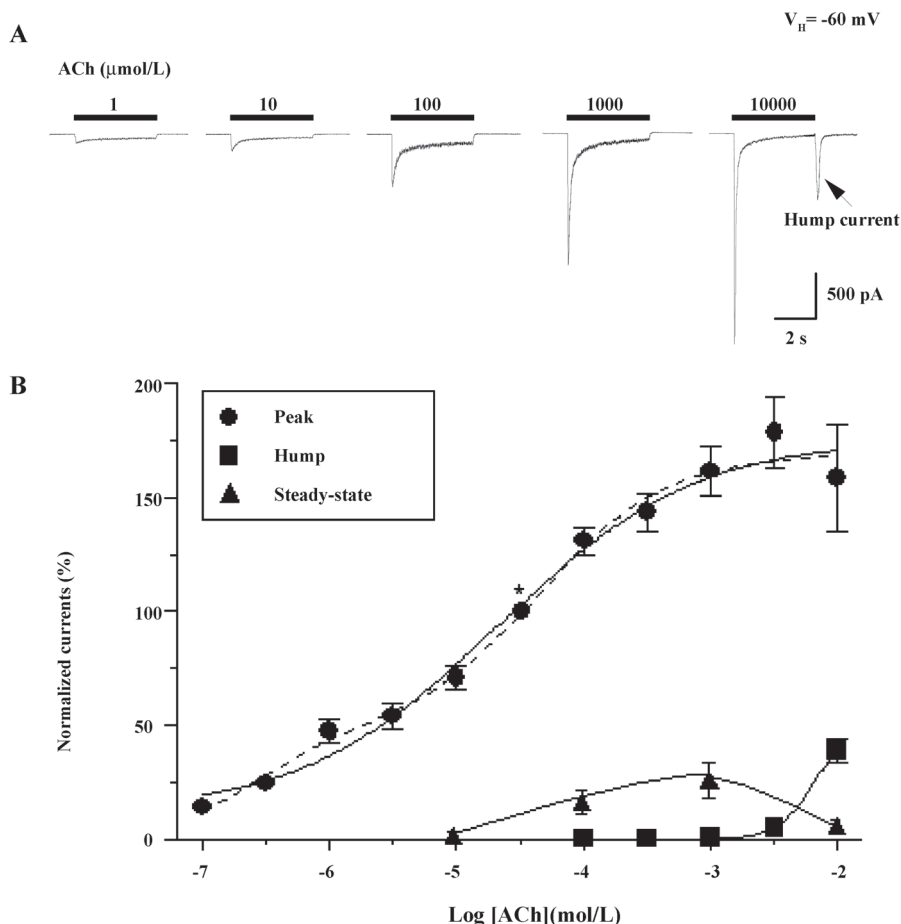 A
V_H= -60 mV
ACh (μmol/L)
1 10 100 1000 10000
Hump current
500 pA
2 s
B
200
150
100
50
0
Normalized currents (%)
Peak
Hump
Steady-state
*
-7 -6 -5 -4 -3 -2
Log [ACh](mol/L)